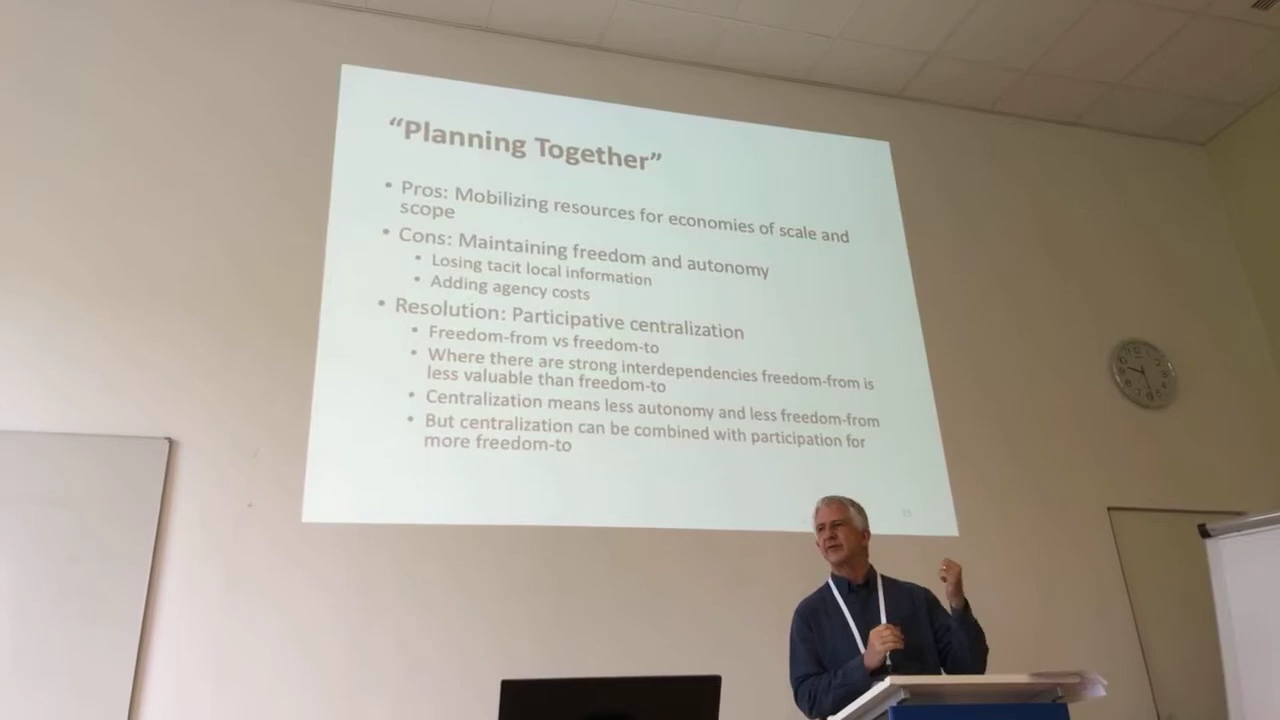 “Planning Together”
• Pros: Mobilizing resources for economies of scale and
scope
• Cons: Maintaining freedom and autonomy
• Losing tacit local information
• Adding agency costs
• Resolution: Participative centralization
• Freedom-from vs freedom-to
• Where there are strong interdependencies freedom-from is
less valuable than freedom-to
• Centralization means less autonomy and less freedom-from
• But centralization can be combined with participation for
more freedom-to